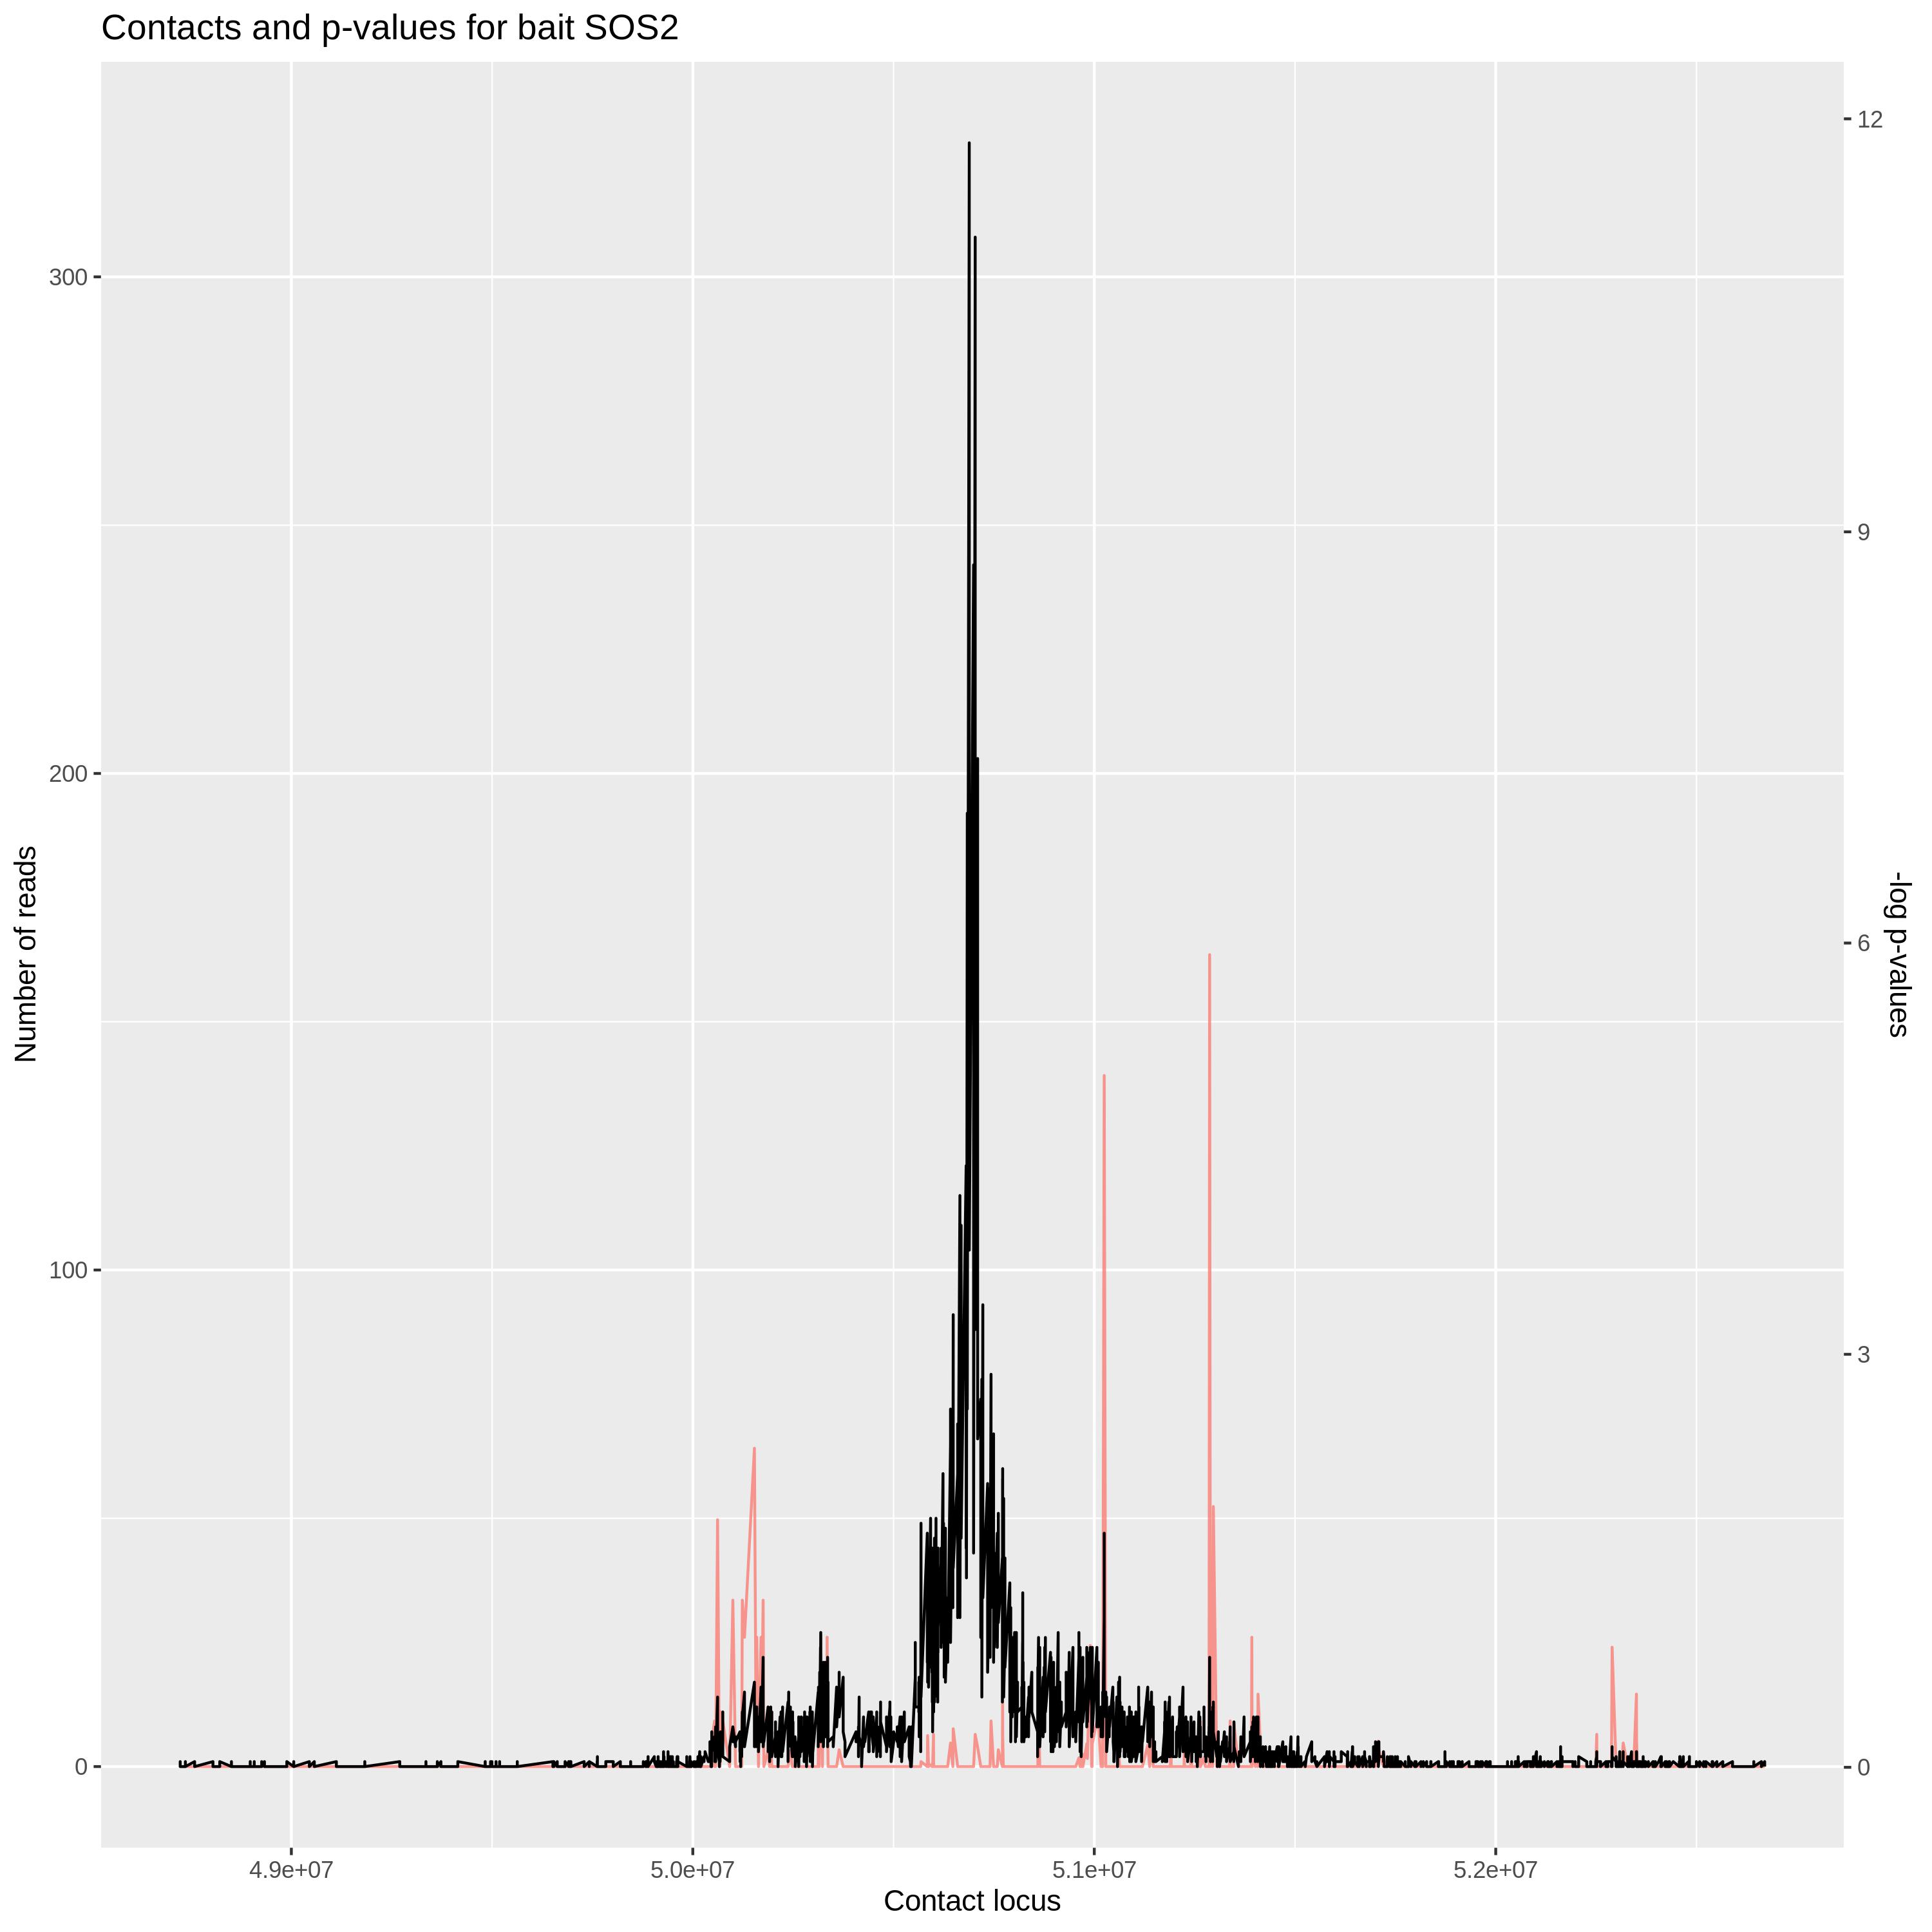 Contacts and p-values for bait SOS2
Number of reads
300
200
100
0
12
9
6
3
0
-log p-values
4.9e+07
5.0e+07
5.1e+07
5.2e+07
Contact locus